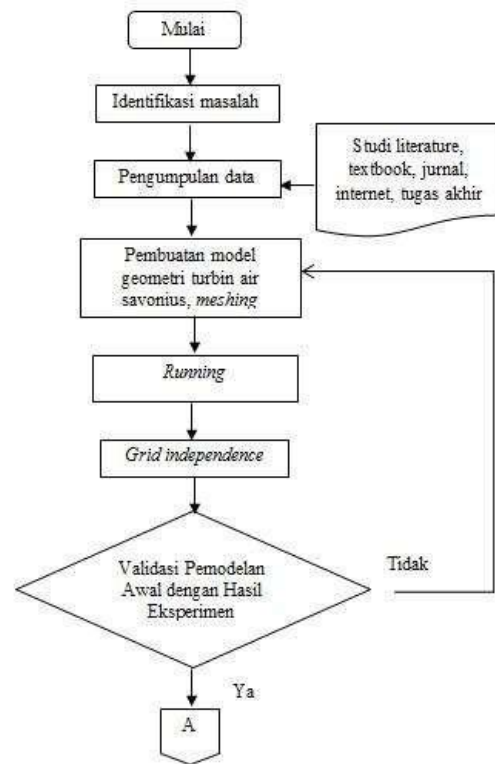 Mulai
Identifikasi masalah
Pengumpulan data
Studi literature,
textbook, jurnal,
internet, tugas akhir
Pembuatan model
geometri turbin air
savonius, meshing
Running
Grid independence
Validasi Pemodelan
Awal dengan Hasil
Eksperimen
Tidak
Ya
A